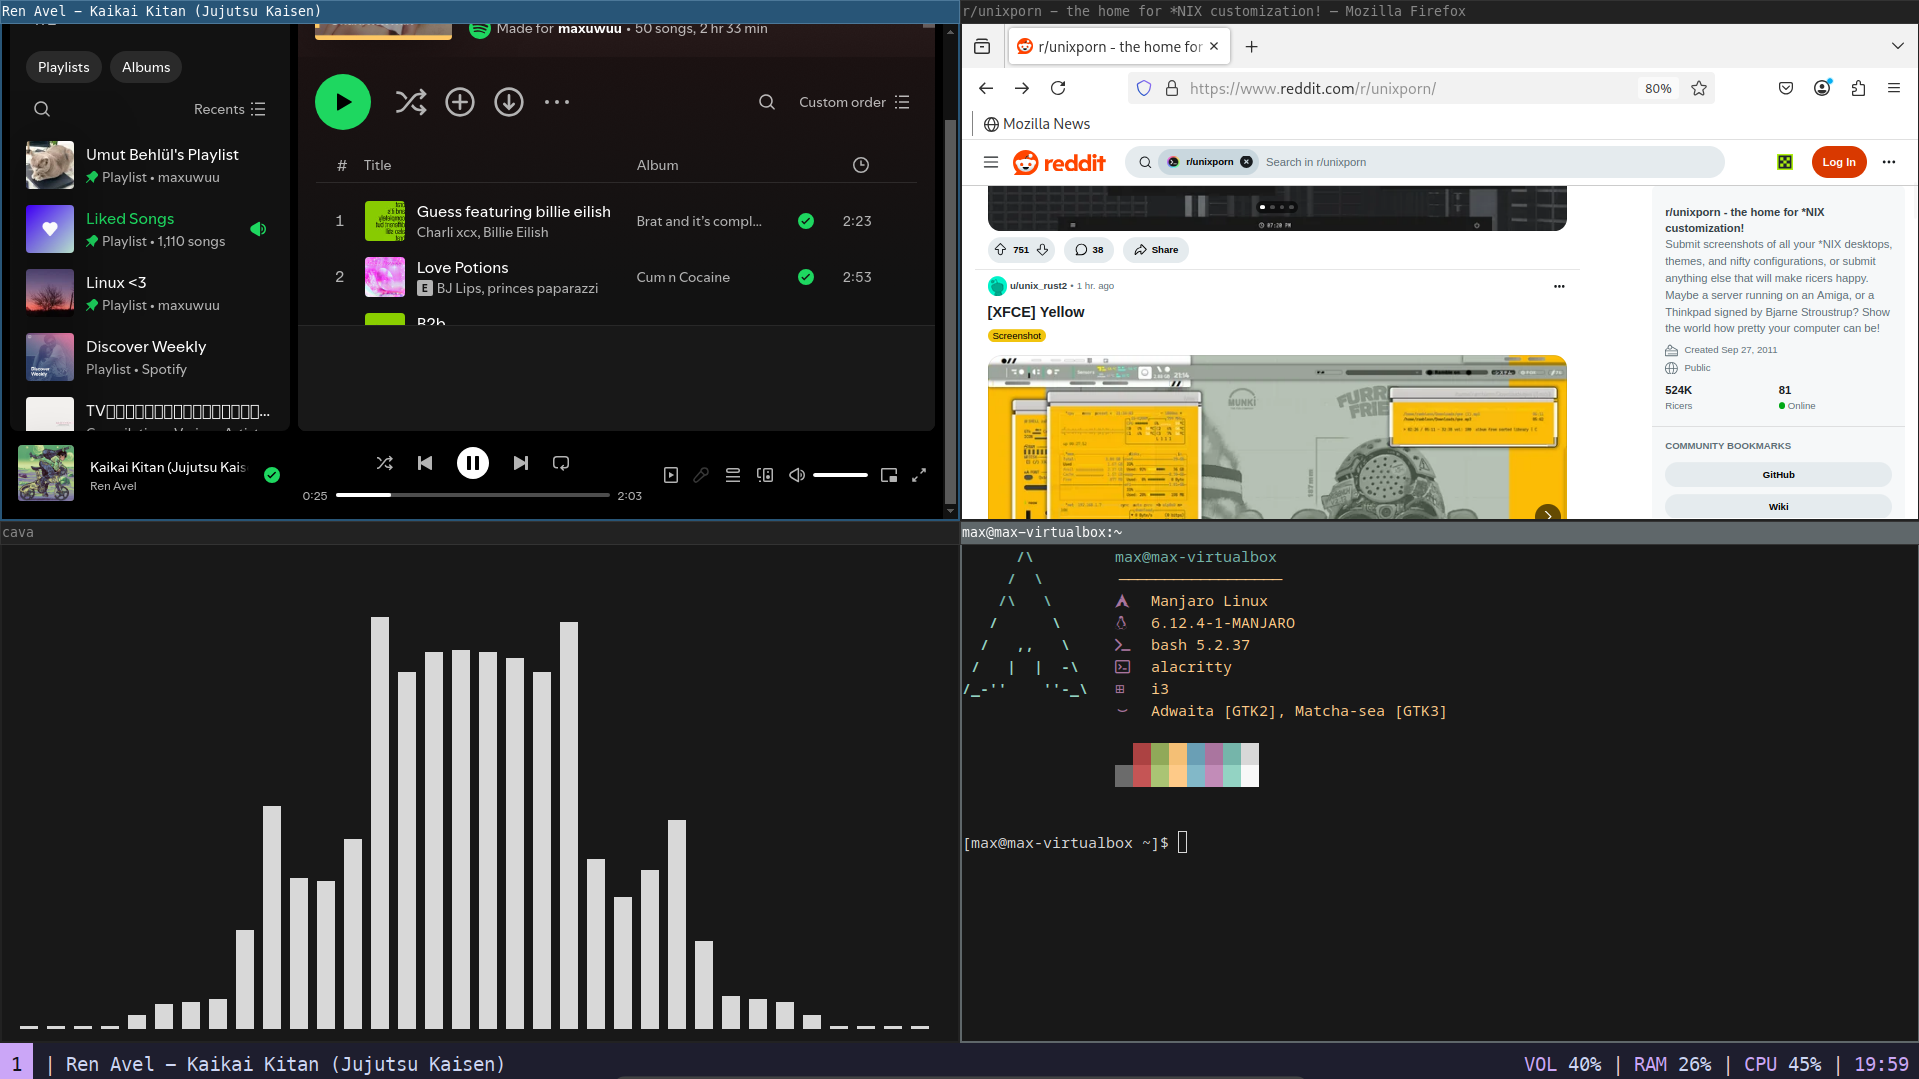 Ren Avel – Kaikai Kitan (Jujutsu Kaisen)
Playlists
Albums
Recents
Umut Behlül's Playlist
Playlist • maxuwuu
Liked Songs
Playlist • 1,110 songs
Linux <3
Playlist • maxuwuu
Discover Weekly
Playlist • Spotify
Made for maxuwuu • 50 songs, 2 hr 33 min
Custom order
# Title Album
1 Guess featuring billie eilish Brat and it's compl... 2:23
Charli xcx, Billie Eilish
2 Love Potions Cum n Cocaine 2:53
E BJ Lips, princes paparazzi
B2b
Kaikai Kitan (Jujutsu Kais
Ren Avel
0:25 2:03
r/unixporn – the home for *NIX customization! — Mozilla Firefox
r/unixporn - the home for
https://www.reddit.com/r/unixporn/ 80%
Mozilla News
reddit
r/unixporn Search in r/unixporn
Log In
751 38 Share
u/unix_rust2 • 1 hr. ago
[XFCE] Yellow
Screenshot
MUNKI
r/unixporn - the home for *NIX
customization!
Submit screenshots of all your *NIX desktops,
themes, and nifty configurations, or submit
anything else that will make ricers happy.
Maybe a server running on an Amiga, or a
Thinkpad signed by Bjarne Stroustrup? Show
the world how pretty your computer can be!
Created Sep 27, 2011
Public
524K 81
Ricers Online
COMMUNITY BOOKMARKS
GitHub
Wiki
cava
max@max-virtualbox:~
max@max-virtualbox
Manjaro Linux
6.12.4-1-MANJARO
bash 5.2.37
alacritty
i3
Adwaita [GTK2], Matcha-sea [GTK3]
[max@max-virtualbox ~]$
1 | Ren Avel – Kaikai Kitan (Jujutsu Kaisen)
VOL 40% | RAM 26% | CPU 45% | 19:59